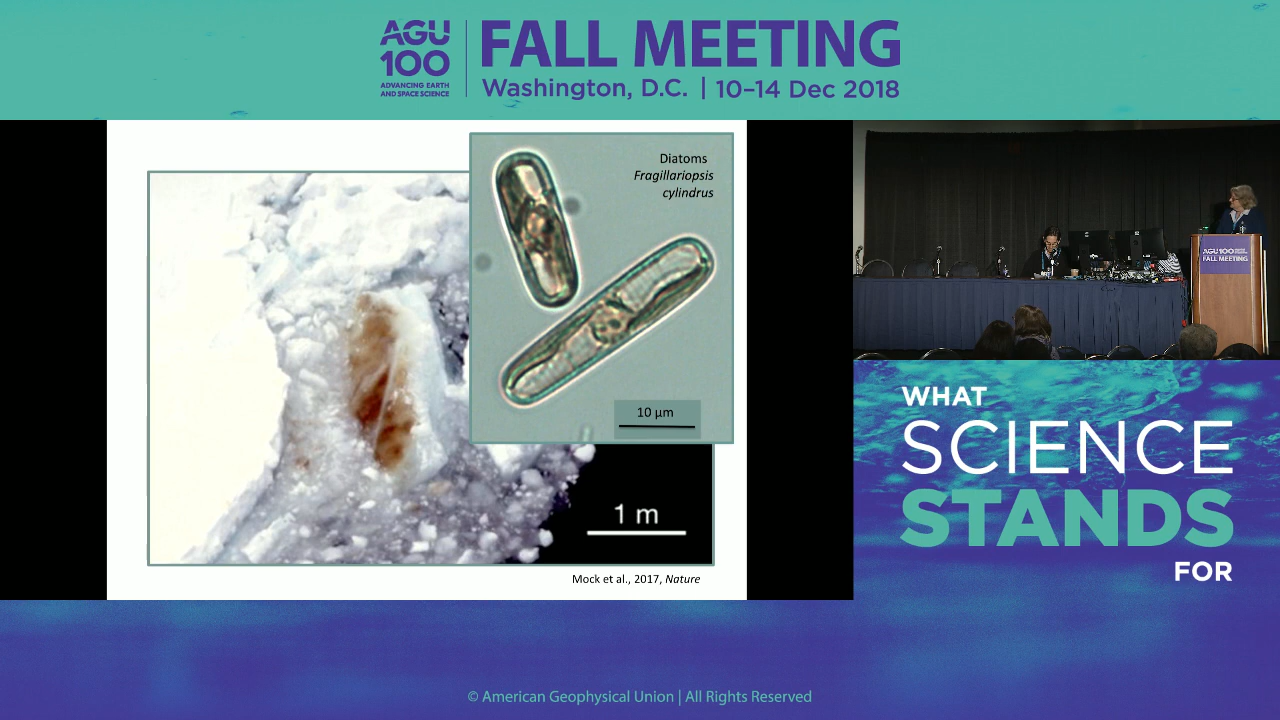 AGU
100
ADVANCING EARTH
AND SPACE SCIENCE
FALL MEETING
Washington, D.C. | 10–14 Dec 2018
Diatoms
Fragillariopsis
cylindrus
10 µm
1 m
Mock et al., 2017, Nature
AGU100
FALL MEETING
WHAT
SCIENCE
STANDS
FOR
© American Geophysical Union | All Rights Reserved